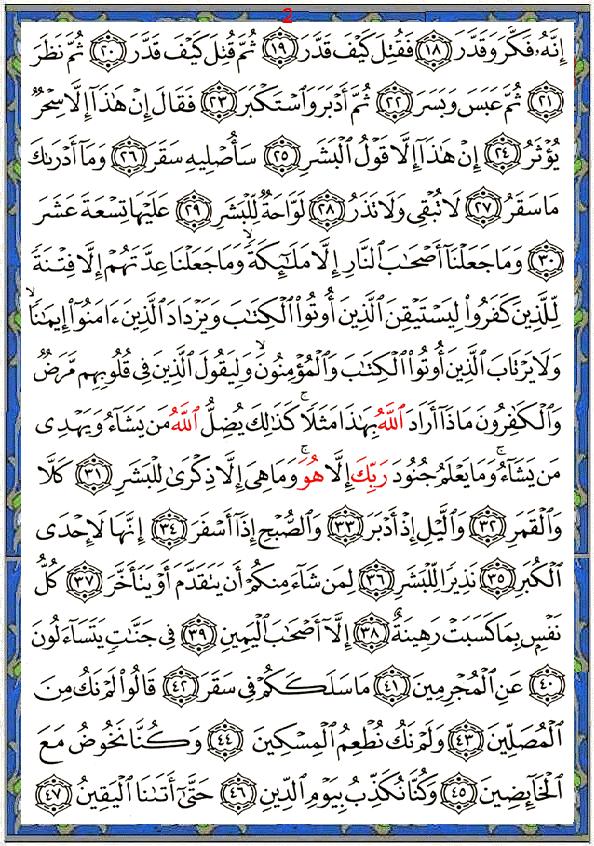 2
إِنَّهُۥ فَكَّرَ وَقَدَّرَ ﴿١٨﴾ فَقُتِلَ كَيْفَ قَدَّرَ ﴿١٩﴾ ثُمَّ قُتِلَ كَيْفَ قَدَّرَ ﴿٢٠﴾ ثُمَّ نَظَرَ
﴿٢١﴾ ثُمَّ عَبَسَ وَبَسَرَ ﴿٢٢﴾ ثُمَّ أَدْبَرَ وَٱسْتَكْبَرَ ﴿٢٣﴾ فَقَالَ إِنْ هَٰذَآ إِلَّا سِحْرٌ
يُؤْثَرُ ﴿٢٤﴾ إِنْ هَٰذَآ إِلَّا قَوْلُ ٱلْبَشَرِ ﴿٢٥﴾ سَأُصْلِيهِ سَقَرَ ﴿٢٦﴾ وَمَآ أَدْرَىٰكَ
مَا سَقَرُ ﴿٢٧﴾ لَا تُبْقِى وَلَا تَذَرُ ﴿٢٨﴾ لَوَّاحَةٌ لِّلْبَشَرِ ﴿٢٩﴾ عَلَيْهَا تِسْعَةَ عَشَرَ
﴿٣٠﴾ وَمَا جَعَلْنَآ أَصْحَٰبَ ٱلنَّارِ إِلَّا مَلَٰٓئِكَةً ۙ وَمَا جَعَلْنَا عِدَّتَهُمْ إِلَّا فِتْنَةً
لِّلَّذِينَ كَفَرُوا۟ لِيَسْتَيْقِنَ ٱلَّذِينَ أُوتُوا۟ ٱلْكِتَٰبَ وَيَزْدَادَ ٱلَّذِينَ ءَامَنُوٓا۟ إِيمَٰنًا ۙ
وَلَا يَرْتَابَ ٱلَّذِينَ أُوتُوا۟ ٱلْكِتَٰبَ وَٱلْمُؤْمِنُونَ ۙ وَلِيَقُولَ ٱلَّذِينَ فِى قُلُوبِهِم مَّرَضٌ
وَٱلْكَٰفِرُونَ مَاذَآ أَرَادَ ٱللَّهُ بِهَٰذَا مَثَلًا ۚ كَذَٰلِكَ يُضِلُّ ٱللَّهُ مَن يَشَآءُ وَيَهْدِى
مَن يَشَآءُ ۚ وَمَا يَعْلَمُ جُنُودَ رَبِّكَ إِلَّا هُوَ ۚ وَمَا هِىَ إِلَّا ذِكْرَىٰ لِلْبَشَرِ ﴿٣١﴾ كَلَّا
وَٱلْقَمَرِ ﴿٣٢﴾ وَٱلَّيْلِ إِذْ أَدْبَرَ ﴿٣٣﴾ وَٱلصُّبْحِ إِذَآ أَسْفَرَ ﴿٣٤﴾ إِنَّهَا لَإِحْدَى
ٱلْكُبَرِ ﴿٣٥﴾ نَذِيرًا لِّلْبَشَرِ ﴿٣٦﴾ لِمَن شَآءَ مِنكُمْ أَن يَتَقَدَّمَ أَوْ يَتَأَخَّرَ ﴿٣٧﴾ كُلُّ
نَفْسٍۭ بِمَا كَسَبَتْ رَهِينَةٌ ﴿٣٨﴾ إِلَّآ أَصْحَٰبَ ٱلْيَمِينِ ﴿٣٩﴾ فِى جَنَّٰتٍ يَتَسَآءَلُونَ
﴿٤٠﴾ عَنِ ٱلْمُجْرِمِينَ ﴿٤١﴾ مَا سَلَكَكُمْ فِى سَقَرَ ﴿٤٢﴾ قَالُوا۟ لَمْ نَكُ مِنَ
ٱلْمُصَلِّينَ ﴿٤٣﴾ وَلَمْ نَكُ نُطْعِمُ ٱلْمِسْكِينَ ﴿٤٤﴾ وَكُنَّا نَخُوضُ مَعَ
ٱلْخَآئِضِينَ ﴿٤٥﴾ وَكُنَّا نُكَذِّبُ بِيَوْمِ ٱلدِّينِ ﴿٤٦﴾ حَتَّىٰٓ أَتَىٰنَا ٱلْيَقِينُ ﴿٤٧﴾